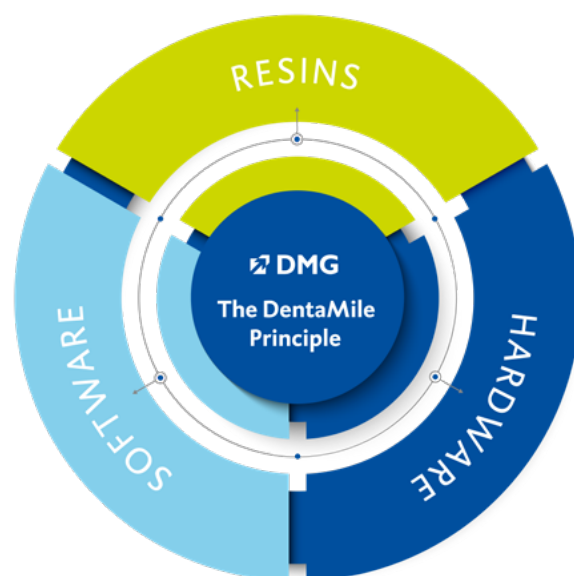 RESINS
DMG
The DentaMile
Principle
SOFTWARE
HARDWARE